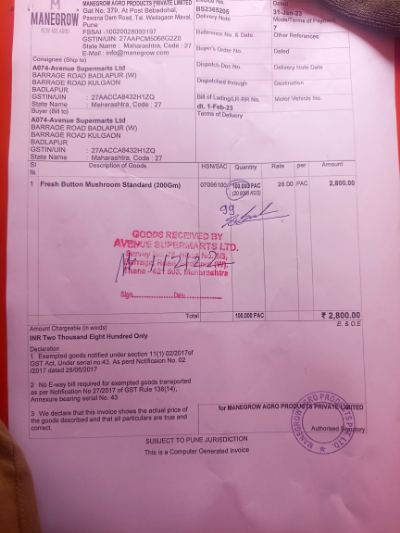 MANEGROW AGRO PRODUCTS PRIVATE LIMITED
Gat No. 379, At Post Bebadohal,
Pavana Dam Road, Tal. Wadagaon Maval,
Pune
FSSAI -10020028000197
GSTIN/UIN: 27AAPCM5068G2Z6
State Name : Maharashtra, Code : 27
E-Mail : info@manegrow.com
MANEGROW
Invoice No.
BS2365205
Delivery Note
Reference No. & Date.
Buyer's Order No.
Dispatch Doc No.
Dispatched through
Bill of Lading/LR-RR No.
dt. 1-Feb-23
Terms of Delivery
Dated
31-Jan-23
Mode/Terms of Payment
7
Other References
Dated
Delivery Note Date
Destination
Motor Vehicle No.
Consignee (Ship to)
A074-Avenue Supermarts Ltd
BARRAGE ROAD BADLAPUR (W)
BARRAGE ROAD KULGAON
BADLAPUR
GSTIN/UIN : 27AACCA8432H1ZQ
State Name : Maharashtra, Code : 27
Buyer (Bill to)
A074-Avenue Supermarts Ltd
BARRAGE ROAD BADLAPUR (W)
BARRAGE ROAD KULGAON
BADLAPUR
GSTIN/UIN : 27AACCA8432H1ZQ
State Name : Maharashtra, Code : 27
Sl Description of Goods HSN/SAC Quantity Rate per Amount
1 Fresh Button Mushroom Standard (200Gm) 100.000 PAC 28.00 PAC 2,800.00
99
GOODS RECEIVED BY
AVENUE SUPERMARTS LTD.
Maharashtra
Sign Date
Total 100.000 PAC ₹ 2,800.00
Amount Chargeable (in words) E. & O.E
INR Two Thousand Eight Hundred Only
Declaration
1 Exempted goods notified under section 11(1) 02/2017of
GST Act, Under serial no:43. As perd Notification No. 02
/2017 dated 28/06/2017
2 No E-way bill required for exempted goods transported
as per Notification No 27/2017 of GST Rule 138(14),
Annexure bearing serial No. 43
3 We declare that this invoice shows the actual price of
the goods described and that all particulars are true and
correct.
for MANEGROW AGRO PRODUCTS PRIVATE LIMITED
Authorised Signatory
SUBJECT TO PUNE JURISDICTION
This is a Computer Generated Invoice